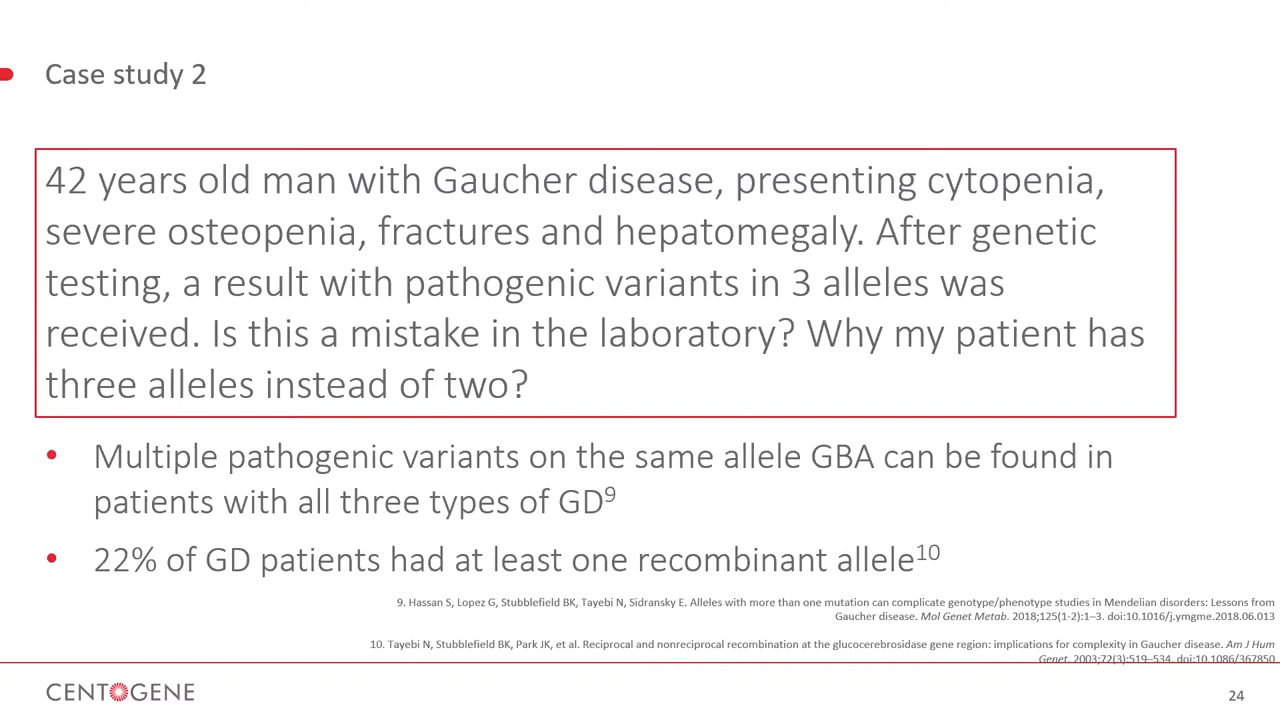 Case study 2
42 years old man with Gaucher disease, presenting cytopenia,
severe osteopenia, fractures and hepatomegaly. After genetic
testing, a result with pathogenic variants in 3 alleles was
received. Is this a mistake in the laboratory? Why my patient has
three alleles instead of two?
• Multiple pathogenic variants on the same allele GBA can be found in
patients with all three types of GD⁹
• 22% of GD patients had at least one recombinant allele¹⁰
9. Hassan S, Lopez G, Stubblefield BK, Tayebi N, Sidransky E. Alleles with more than one mutation can complicate genotype/phenotype studies in Mendelian disorders: Lessons from
Gaucher disease. Mol Genet Metab. 2018;125(1-2):1–3. doi:10.1016/j.ymgme.2018.06.013
10. Tayebi N, Stubblefield BK, Park JK, et al. Reciprocal and nonreciprocal recombination at the glucocerebrosidase gene region: implications for complexity in Gaucher disease. Am J Hum
Genet. 2003;72(3):519–534. doi:10.1086/367850
CENTOGENE
24